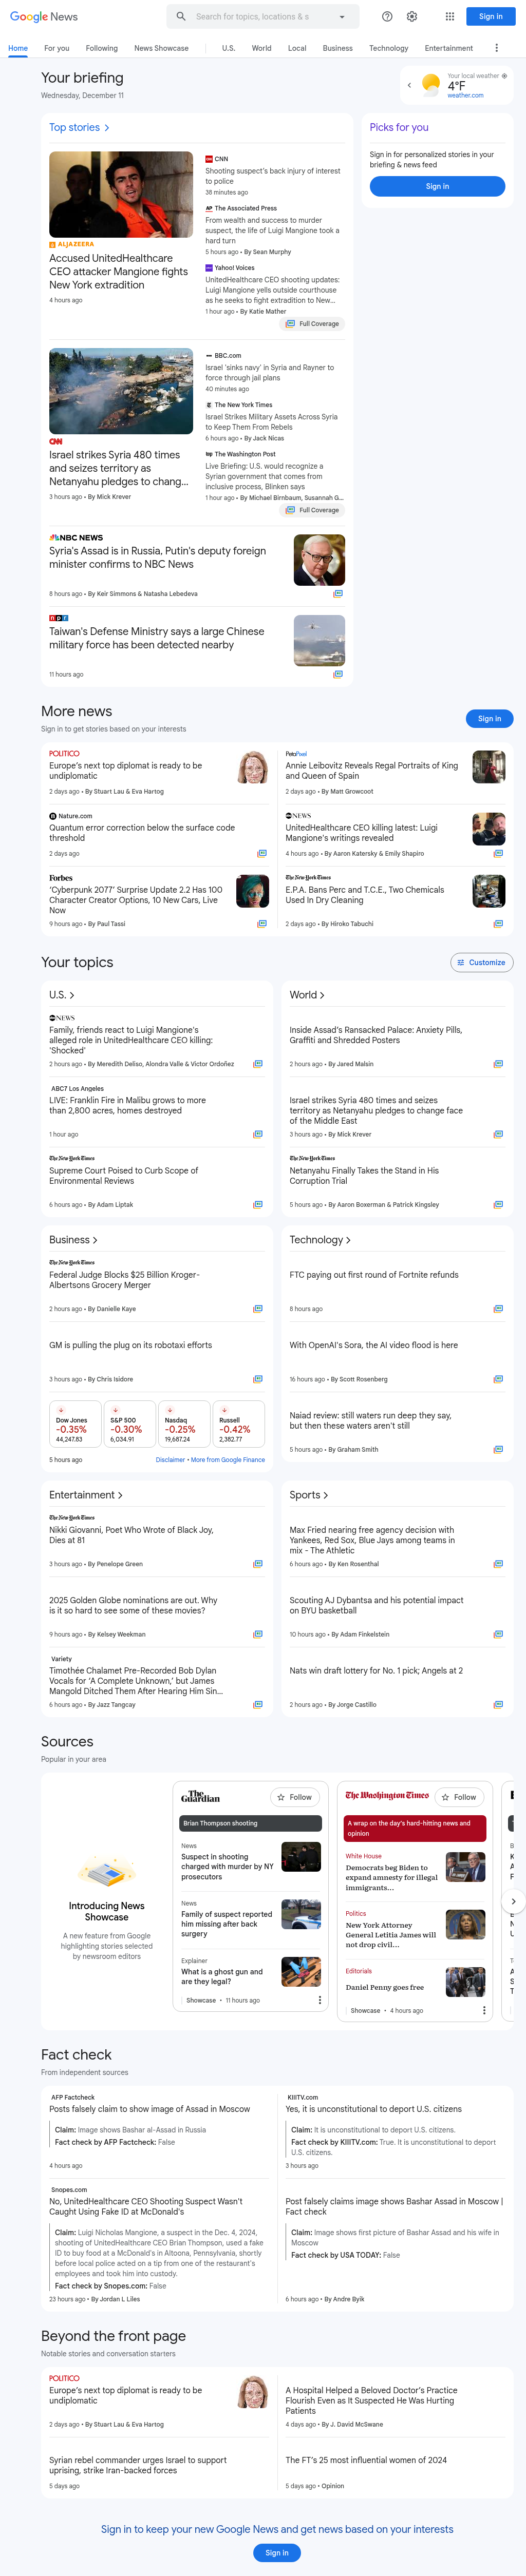 Google News
Search for topics, locations & s
Sign in
Home
For you
Following
News Showcase
U.S.
World
Local
Business
Technology
Entertainment
Your briefing
Wednesday, December 11
Your local weather
4°F
weather.com
Top stories
ALJAZEERA
Accused UnitedHealthcare
CEO attacker Mangione fights
New York extradition
4 hours ago
CNN
Shooting suspect's back injury of interest
to police
38 minutes ago
AP The Associated Press
From wealth and success to murder
suspect, the life of Luigi Mangione took a
hard turn
5 hours ago • By Sean Murphy
Yahoo! Voices
UnitedHealthcare CEO shooting updates:
Luigi Mangione yells outside courthouse
as he seeks to fight extradition to New…
1 hour ago • By Katie Mather
Full Coverage
Picks for you
Sign in for personalized stories in your
briefing & news feed
Sign in
CNN
Israel strikes Syria 480 times
and seizes territory as
Netanyahu pledges to chang…
3 hours ago • By Mick Krever
BBC.com
Israel 'sinks navy' in Syria and Rayner to
force through jail plans
40 minutes ago
The New York Times
Israel Strikes Military Assets Across Syria
to Keep Them From Rebels
6 hours ago • By Jack Nicas
wp The Washington Post
Live Briefing: U.S. would recognize a
Syrian government that comes from
inclusive process, Blinken says
1 hour ago • By Michael Birnbaum, Susannah G…
Full Coverage
NBC NEWS
Syria's Assad is in Russia, Putin's deputy foreign
minister confirms to NBC News
8 hours ago • By Keir Simmons & Natasha Lebedeva
npr
Taiwan's Defense Ministry says a large Chinese
military force has been detected nearby
11 hours ago
More news
Sign in to get stories based on your interests
Sign in
POLITICO
Europe's next top diplomat is ready to be
undiplomatic
2 days ago • By Stuart Lau & Eva Hartog
PetaPixel
Annie Leibovitz Reveals Regal Portraits of King
and Queen of Spain
2 days ago • By Matt Growcoot
Nature.com
Quantum error correction below the surface code
threshold
2 days ago
abc NEWS
UnitedHealthcare CEO killing latest: Luigi
Mangione's writings revealed
4 hours ago • By Aaron Katersky & Emily Shapiro
Forbes
'Cyberpunk 2077' Surprise Update 2.2 Has 100
Character Creator Options, 10 New Cars, Live
Now
9 hours ago • By Paul Tassi
The New York Times
E.P.A. Bans Perc and T.C.E., Two Chemicals
Used In Dry Cleaning
2 days ago • By Hiroko Tabuchi
Your topics
Customize
U.S.
abc NEWS
Family, friends react to Luigi Mangione's
alleged role in UnitedHealthcare CEO killing:
'Shocked'
2 hours ago • By Meredith Deliso, Alondra Valle & Victor Ordoñez
ABC7 Los Angeles
LIVE: Franklin Fire in Malibu grows to more
than 2,800 acres, homes destroyed
1 hour ago
The New York Times
Supreme Court Poised to Curb Scope of
Environmental Reviews
6 hours ago • By Adam Liptak
World
Inside Assad's Ransacked Palace: Anxiety Pills,
Graffiti and Shredded Posters
2 hours ago • By Jared Malsin
Israel strikes Syria 480 times and seizes
territory as Netanyahu pledges to change face
of the Middle East
3 hours ago • By Mick Krever
The New York Times
Netanyahu Finally Takes the Stand in His
Corruption Trial
5 hours ago • By Aaron Boxerman & Patrick Kingsley
Business
The New York Times
Federal Judge Blocks $25 Billion Kroger-
Albertsons Grocery Merger
2 hours ago • By Danielle Kaye
GM is pulling the plug on its robotaxi efforts
3 hours ago • By Chris Isidore
Dow Jones
-0.35%
44,247.83
S&P 500
-0.30%
6,034.91
Nasdaq
-0.25%
19,687.24
Russell
-0.42%
2,382.77
5 hours ago
Disclaimer • More from Google Finance
Technology
FTC paying out first round of Fortnite refunds
8 hours ago
With OpenAI's Sora, the AI video flood is here
16 hours ago • By Scott Rosenberg
Naiad review: still waters run deep they say,
but then these waters aren't still
5 hours ago • By Graham Smith
Entertainment
The New York Times
Nikki Giovanni, Poet Who Wrote of Black Joy,
Dies at 81
3 hours ago • By Penelope Green
2025 Golden Globe nominations are out. Why
is it so hard to see some of these movies?
9 hours ago • By Kelsey Weekman
Variety
Timothée Chalamet Pre-Recorded Bob Dylan
Vocals for 'A Complete Unknown,' but James
Mangold Ditched Them After Hearing Him Sin…
6 hours ago • By Jazz Tangcay
Sports
Max Fried nearing free agency decision with
Yankees, Red Sox, Blue Jays among teams in
mix - The Athletic
6 hours ago • By Ken Rosenthal
Scouting AJ Dybantsa and his potential impact
on BYU basketball
10 hours ago • By Adam Finkelstein
Nats win draft lottery for No. 1 pick; Angels at 2
2 hours ago • By Jorge Castillo
Sources
Popular in your area
Introducing News
Showcase
A new feature from Google
highlighting stories selected
by newsroom editors
The
Guardian
Follow
Brian Thompson shooting
News
Suspect in shooting
charged with murder by NY
prosecutors
News
Family of suspect reported
him missing after back
surgery
Explainer
What is a ghost gun and
are they legal?
Showcase • 11 hours ago
The Washington Times
Follow
A wrap on the day's hard-hitting news and
opinion
White House
Democrats beg Biden to
expand amnesty for illegal
immigrants…
Politics
New York Attorney
General Letitia James will
not drop civil…
Editorials
Daniel Penny goes free
Showcase • 4 hours ago
Fact check
From independent sources
AFP Factcheck
Posts falsely claim to show image of Assad in Moscow
Claim: Image shows Bashar al-Assad in Russia
Fact check by AFP Factcheck: False
4 hours ago
KIIITV.com
Yes, it is unconstitutional to deport U.S. citizens
Claim: It is unconstitutional to deport U.S. citizens.
Fact check by KIIITV.com: True. It is unconstitutional to deport
U.S. citizens.
3 hours ago
Snopes.com
No, UnitedHealthcare CEO Shooting Suspect Wasn't
Caught Using Fake ID at McDonald's
Claim: Luigi Nicholas Mangione, a suspect in the Dec. 4, 2024,
shooting of UnitedHealthcare CEO Brian Thompson, used a fake
ID to buy food at a McDonald's in Altoona, Pennsylvania, shortly
before local police acted on a tip from one of the restaurant's
employees and took him into custody.
Fact check by Snopes.com: False
23 hours ago • By Jordan L Liles
Post falsely claims image shows Bashar Assad in Moscow |
Fact check
Claim: Image shows first picture of Bashar Assad and his wife in
Moscow
Fact check by USA TODAY: False
6 hours ago • By Andre Byik
Beyond the front page
Notable stories and conversation starters
POLITICO
Europe's next top diplomat is ready to be
undiplomatic
2 days ago • By Stuart Lau & Eva Hartog
A Hospital Helped a Beloved Doctor's Practice
Flourish Even as It Suspected He Was Hurting
Patients
4 days ago • By J. David McSwane
Syrian rebel commander urges Israel to support
uprising, strike Iran-backed forces
5 days ago
The FT's 25 most influential women of 2024
5 days ago • Opinion
Sign in to keep your new Google News and get news based on your interests
Sign in